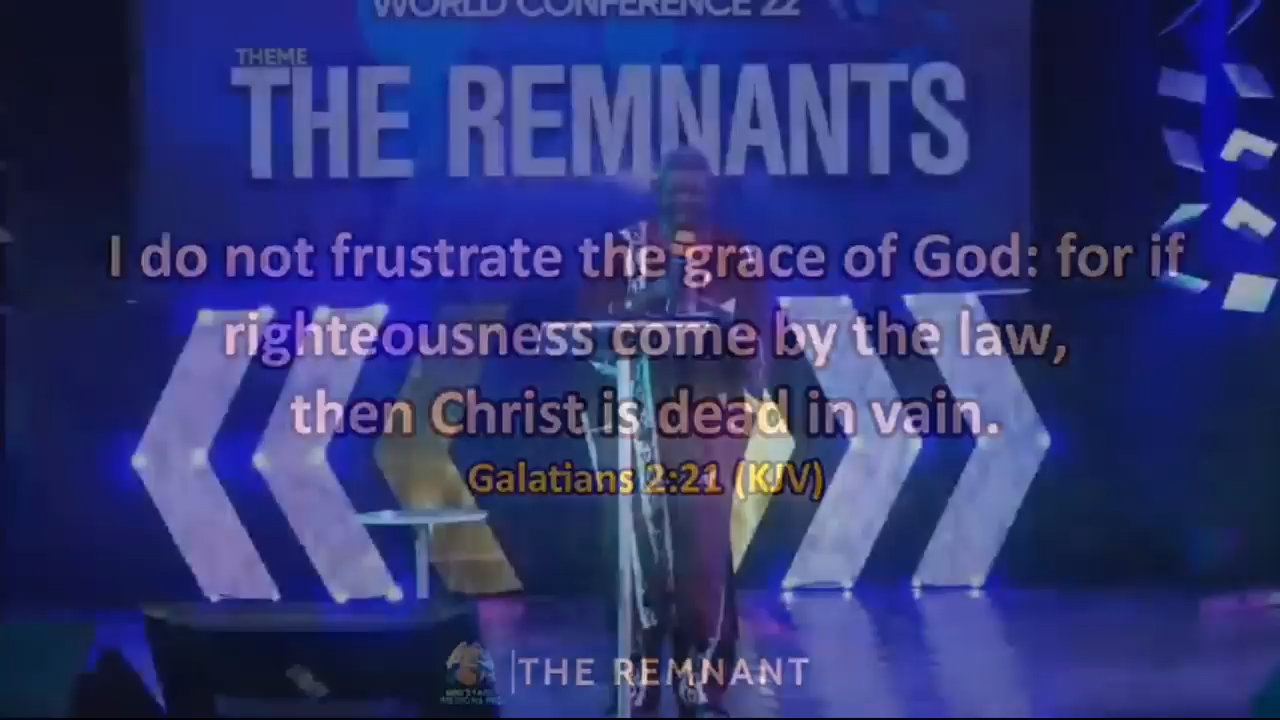 WORLD CONFERENCE 22
THEME
THE REMNANTS
I do not frustrate the grace of God: for if
righteousness come by the law,
then Christ is dead in vain.
Galatians 2:21 (KJV)
THE REMNANT